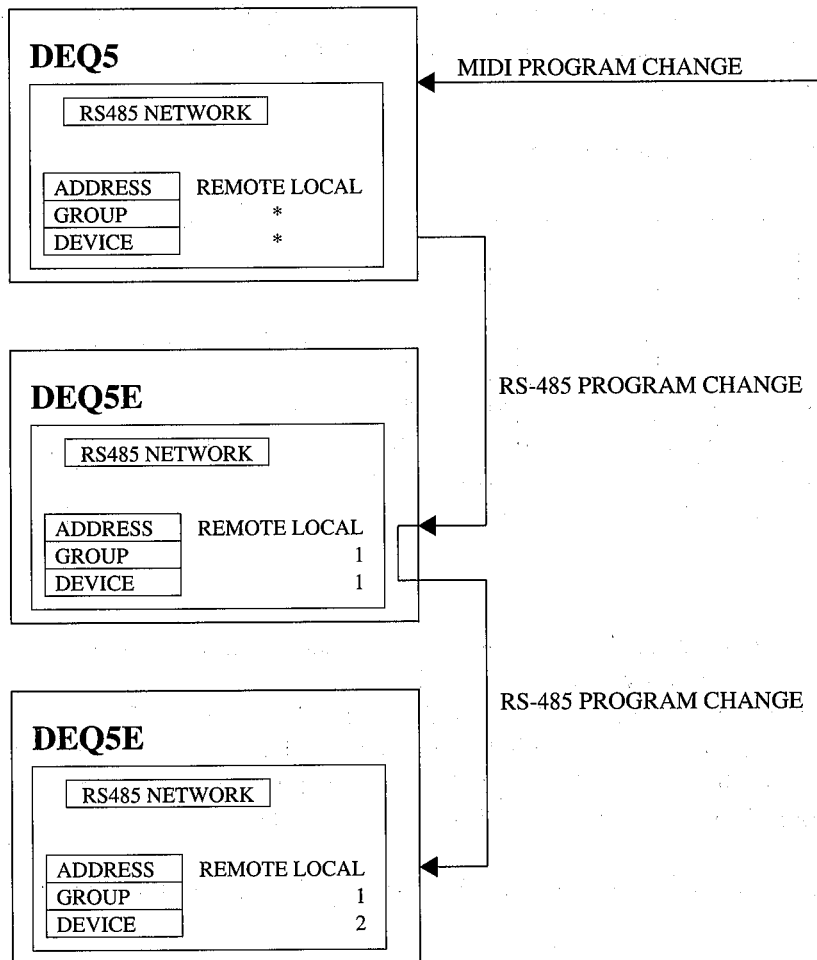 DEQ5
MIDI PROGRAM CHANGE
RS485 NETWORK
ADDRESS REMOTE LOCAL
GROUP *
DEVICE *
RS-485 PROGRAM CHANGE
DEQ5E
RS485 NETWORK
ADDRESS REMOTE LOCAL
GROUP 1
DEVICE 1
RS-485 PROGRAM CHANGE
DEQ5E
RS485 NETWORK
ADDRESS REMOTE LOCAL
GROUP 1
DEVICE 2